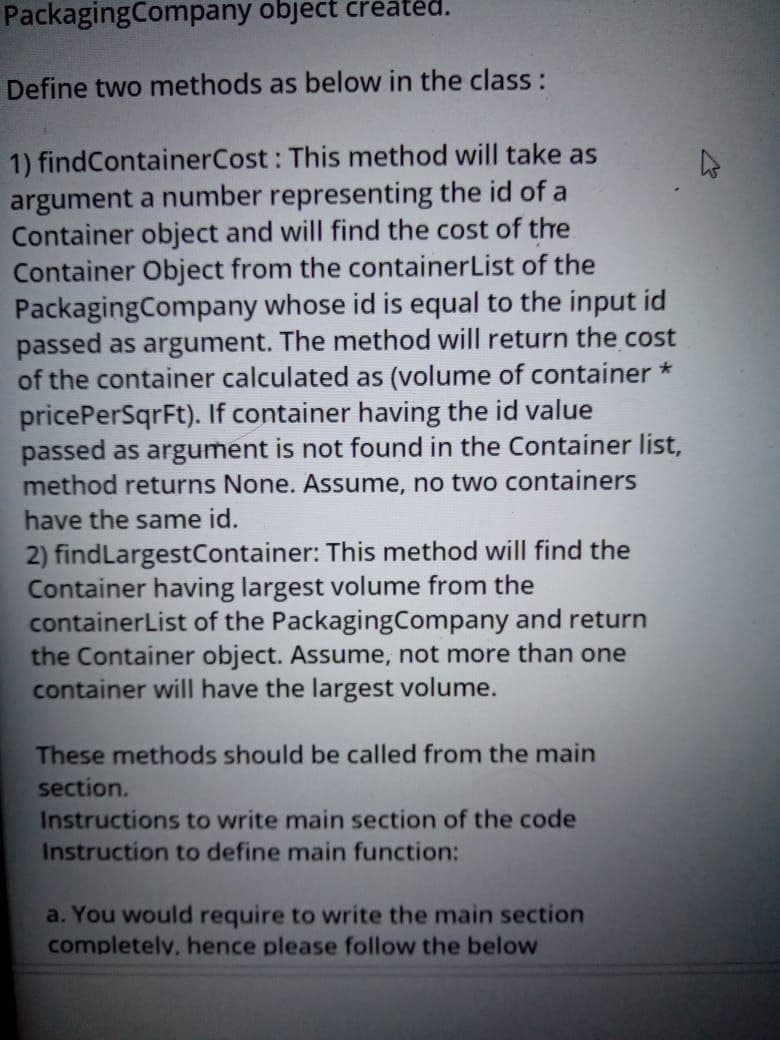 PackagingCompany object created.
Define two methods as below in the class :
1) findContainerCost : This method will take as
argument a number representing the id of a
Container object and will find the cost of the
Container Object from the containerList of the
PackagingCompany whose id is equal to the input id
passed as argument. The method will return the cost
of the container calculated as (volume of container *
pricePerSqrFt). If container having the id value
passed as argument is not found in the Container list,
method returns None. Assume, no two containers
have the same id.
2) findLargestContainer: This method will find the
Container having largest volume from the
containerList of the PackagingCompany and return
the Container object. Assume, not more than one
container will have the largest volume.
These methods should be called from the main
section.
Instructions to write main section of the code
Instruction to define main function:
a. You would require to write the main section
completely, hence please follow the below